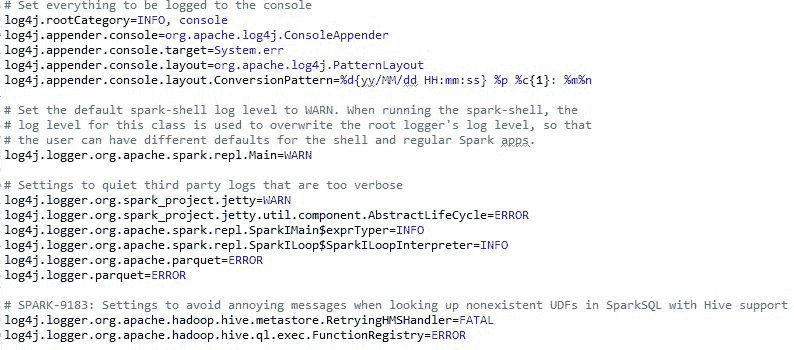 # Set everything to be logged to the console
log4j.rootCategory=INFO, console
log4j.appender.console=org.apache.log4j.ConsoleAppender
log4j.appender.console.target=System.err
log4j.appender.console.layout=org.apache.log4j.PatternLayout
log4j.appender.console.layout.ConversionPattern=%d{yy/MM/dd HH:mm:ss} %p %c{1}: %m%n
# Set the default spark-shell log level to WARN. When running the spark-shell, the
# log level for this class is used to overwrite the root logger's log level, so that
# the user can have different defaults for the shell and regular Spark apps.
log4j.logger.org.apache.spark.repl.Main=WARN
# Settings to quiet third party logs that are too verbose
log4j.logger.org.spark_project.jetty=WARN
log4j.logger.org.spark_project.jetty.util.component.AbstractLifeCycle=ERROR
log4j.logger.org.apache.spark.repl.SparkIMain$exprTyper=INFO
log4j.logger.org.apache.spark.repl.SparkILoop$SparkILoopInterpreter=INFO
log4j.logger.org.apache.parquet=ERROR
log4j.logger.parquet=ERROR
# SPARK-9183: Settings to avoid annoying messages when looking up nonexistent UDFs in SparkSQL with Hive support
log4j.logger.org.apache.hadoop.hive.metastore.RetryingHMSHandler=FATAL
log4j.logger.org.apache.hadoop.hive.ql.exec.FunctionRegistry=ERROR